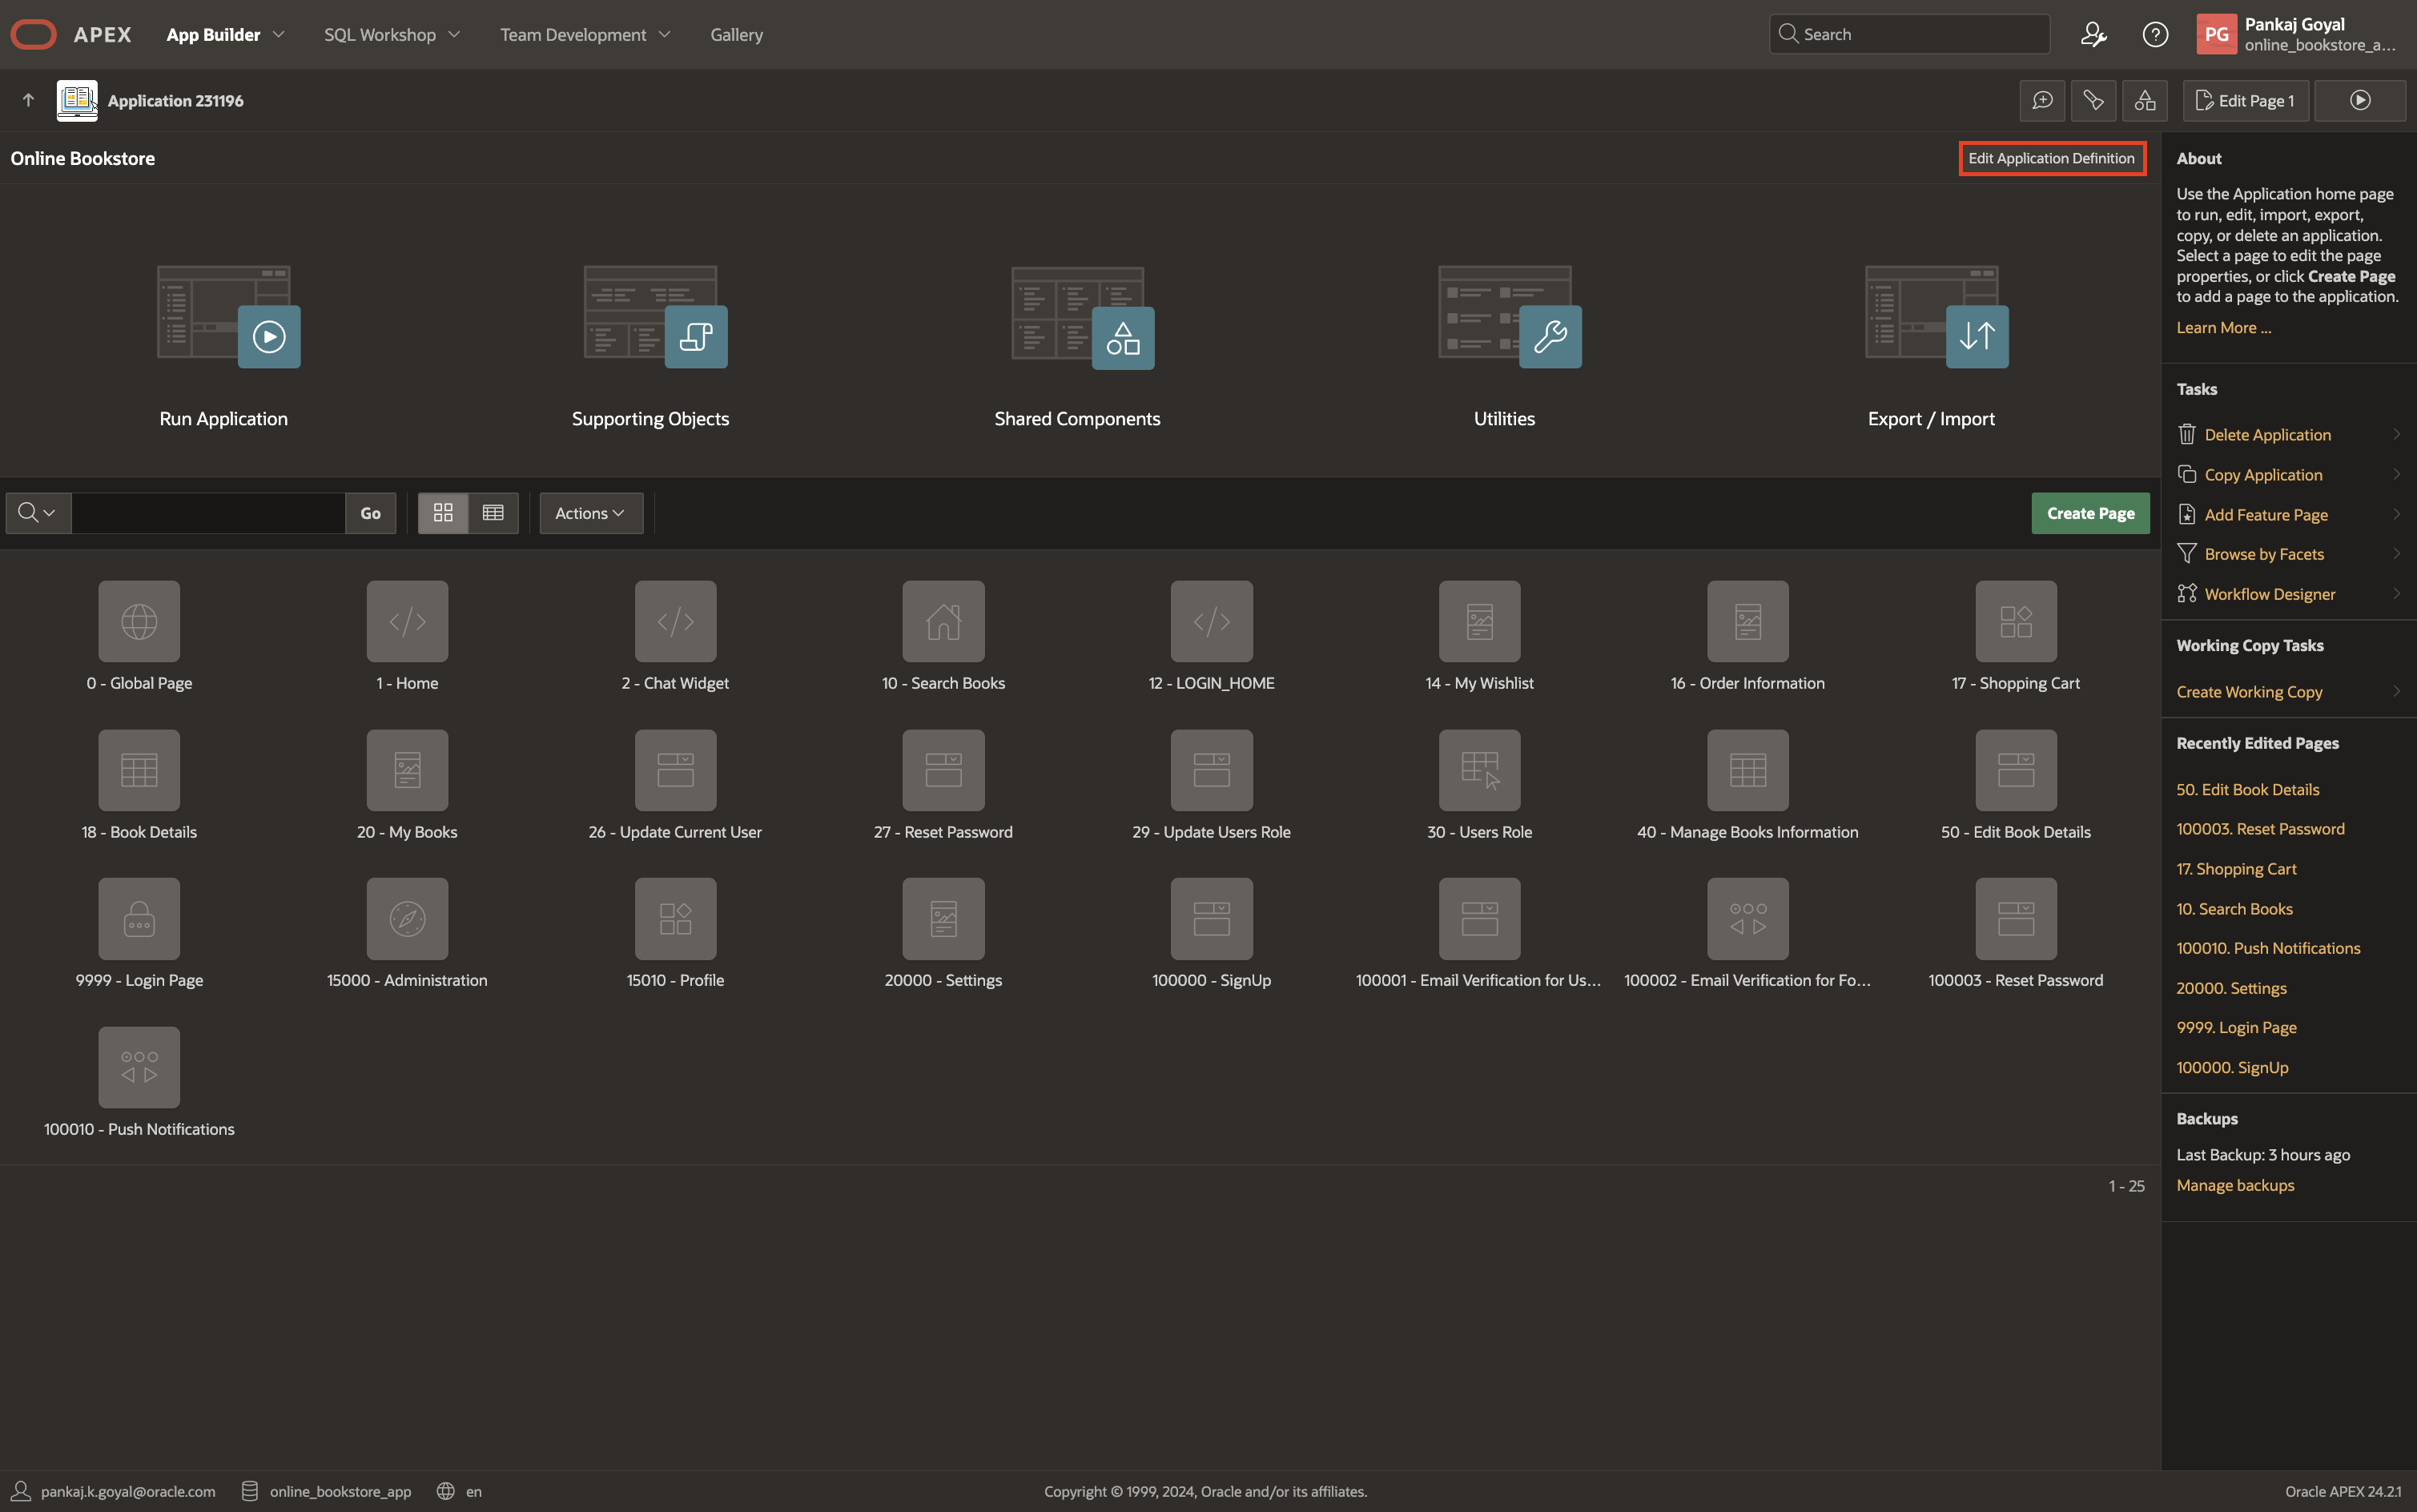 APEX
App Builder
SQL Workshop
Team Development
Gallery
Search
PG
Pankaj Goyal
online_bookstore_a...
Application 231196
Edit Page 1
Online Bookstore
Edit Application Definition
Run Application
Supporting Objects
Shared Components
Utilities
Export / Import
Go
Actions
Create Page
0 - Global Page
1 - Home
2 - Chat Widget
10 - Search Books
12 - LOGIN_HOME
14 - My Wishlist
16 - Order Information
17 - Shopping Cart
18 - Book Details
20 - My Books
26 - Update Current User
27 - Reset Password
29 - Update Users Role
30 - Users Role
40 - Manage Books Information
50 - Edit Book Details
9999 - Login Page
15000 - Administration
15010 - Profile
20000 - Settings
100000 - SignUp
100001 - Email Verification for Us...
100002 - Email Verification for Fo...
100003 - Reset Password
100010 - Push Notifications
1 - 25
About
Use the Application home page
to run, edit, import, export,
copy, or delete an application.
Select a page to edit the page
properties, or click Create Page
to add a page to the application.
Learn More ...
Tasks
Delete Application
Copy Application
Add Feature Page
Browse by Facets
Workflow Designer
Working Copy Tasks
Create Working Copy
Recently Edited Pages
50. Edit Book Details
100003. Reset Password
17. Shopping Cart
10. Search Books
100010. Push Notifications
20000. Settings
9999. Login Page
100000. SignUp
Backups
Last Backup: 3 hours ago
Manage backups
pankaj.k.goyal@oracle.com
online_bookstore_app
en
Copyright © 1999, 2024, Oracle and/or its affiliates.
Oracle APEX 24.2.1